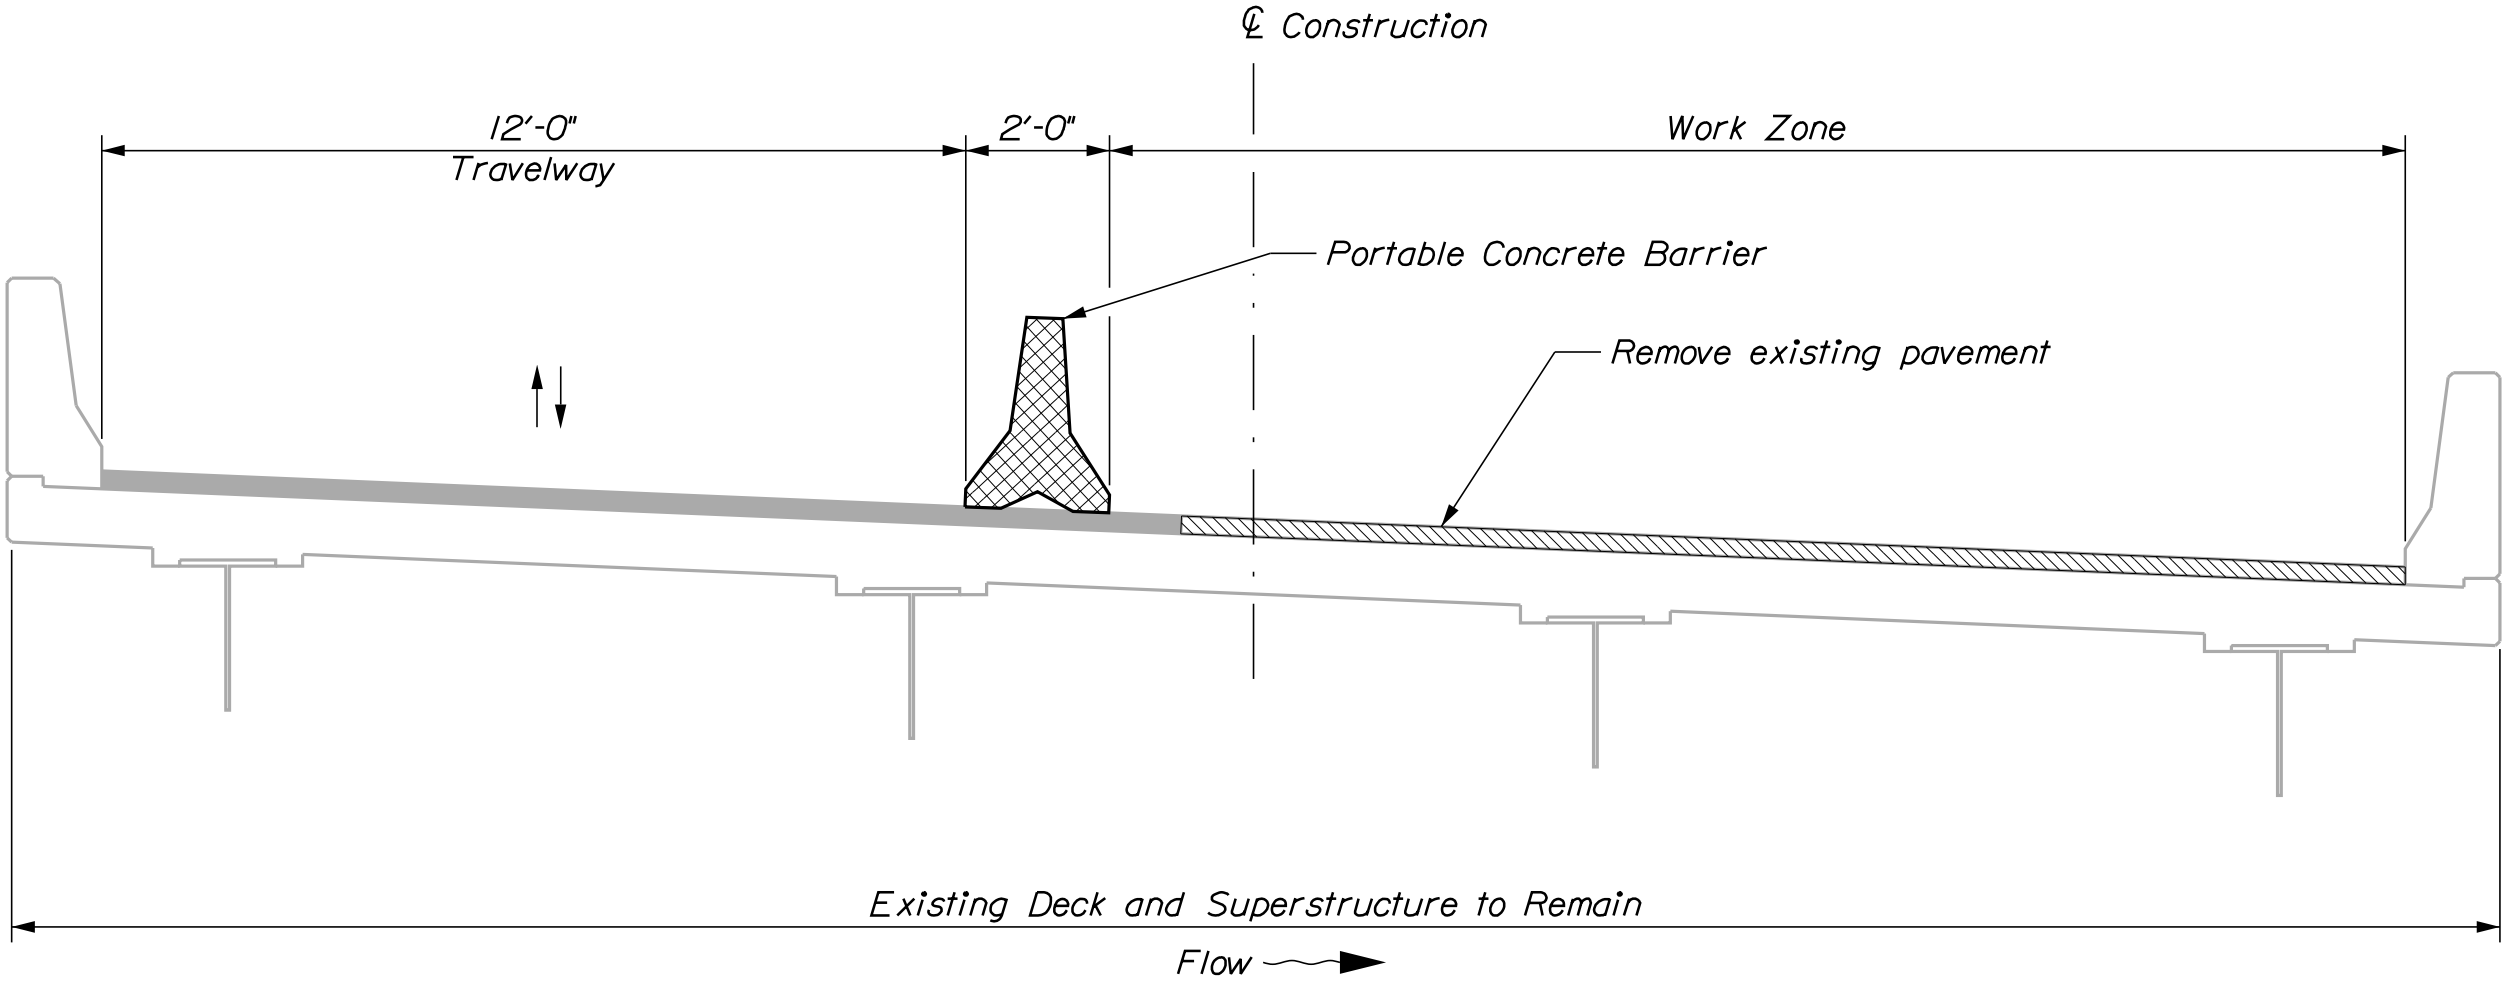 ℄ Construction
12'-0"
Travelway
2'-0"
Work Zone
Portable Concrete Barrier
Remove existing pavement
Existing Deck and Superstructure to Remain
Flow